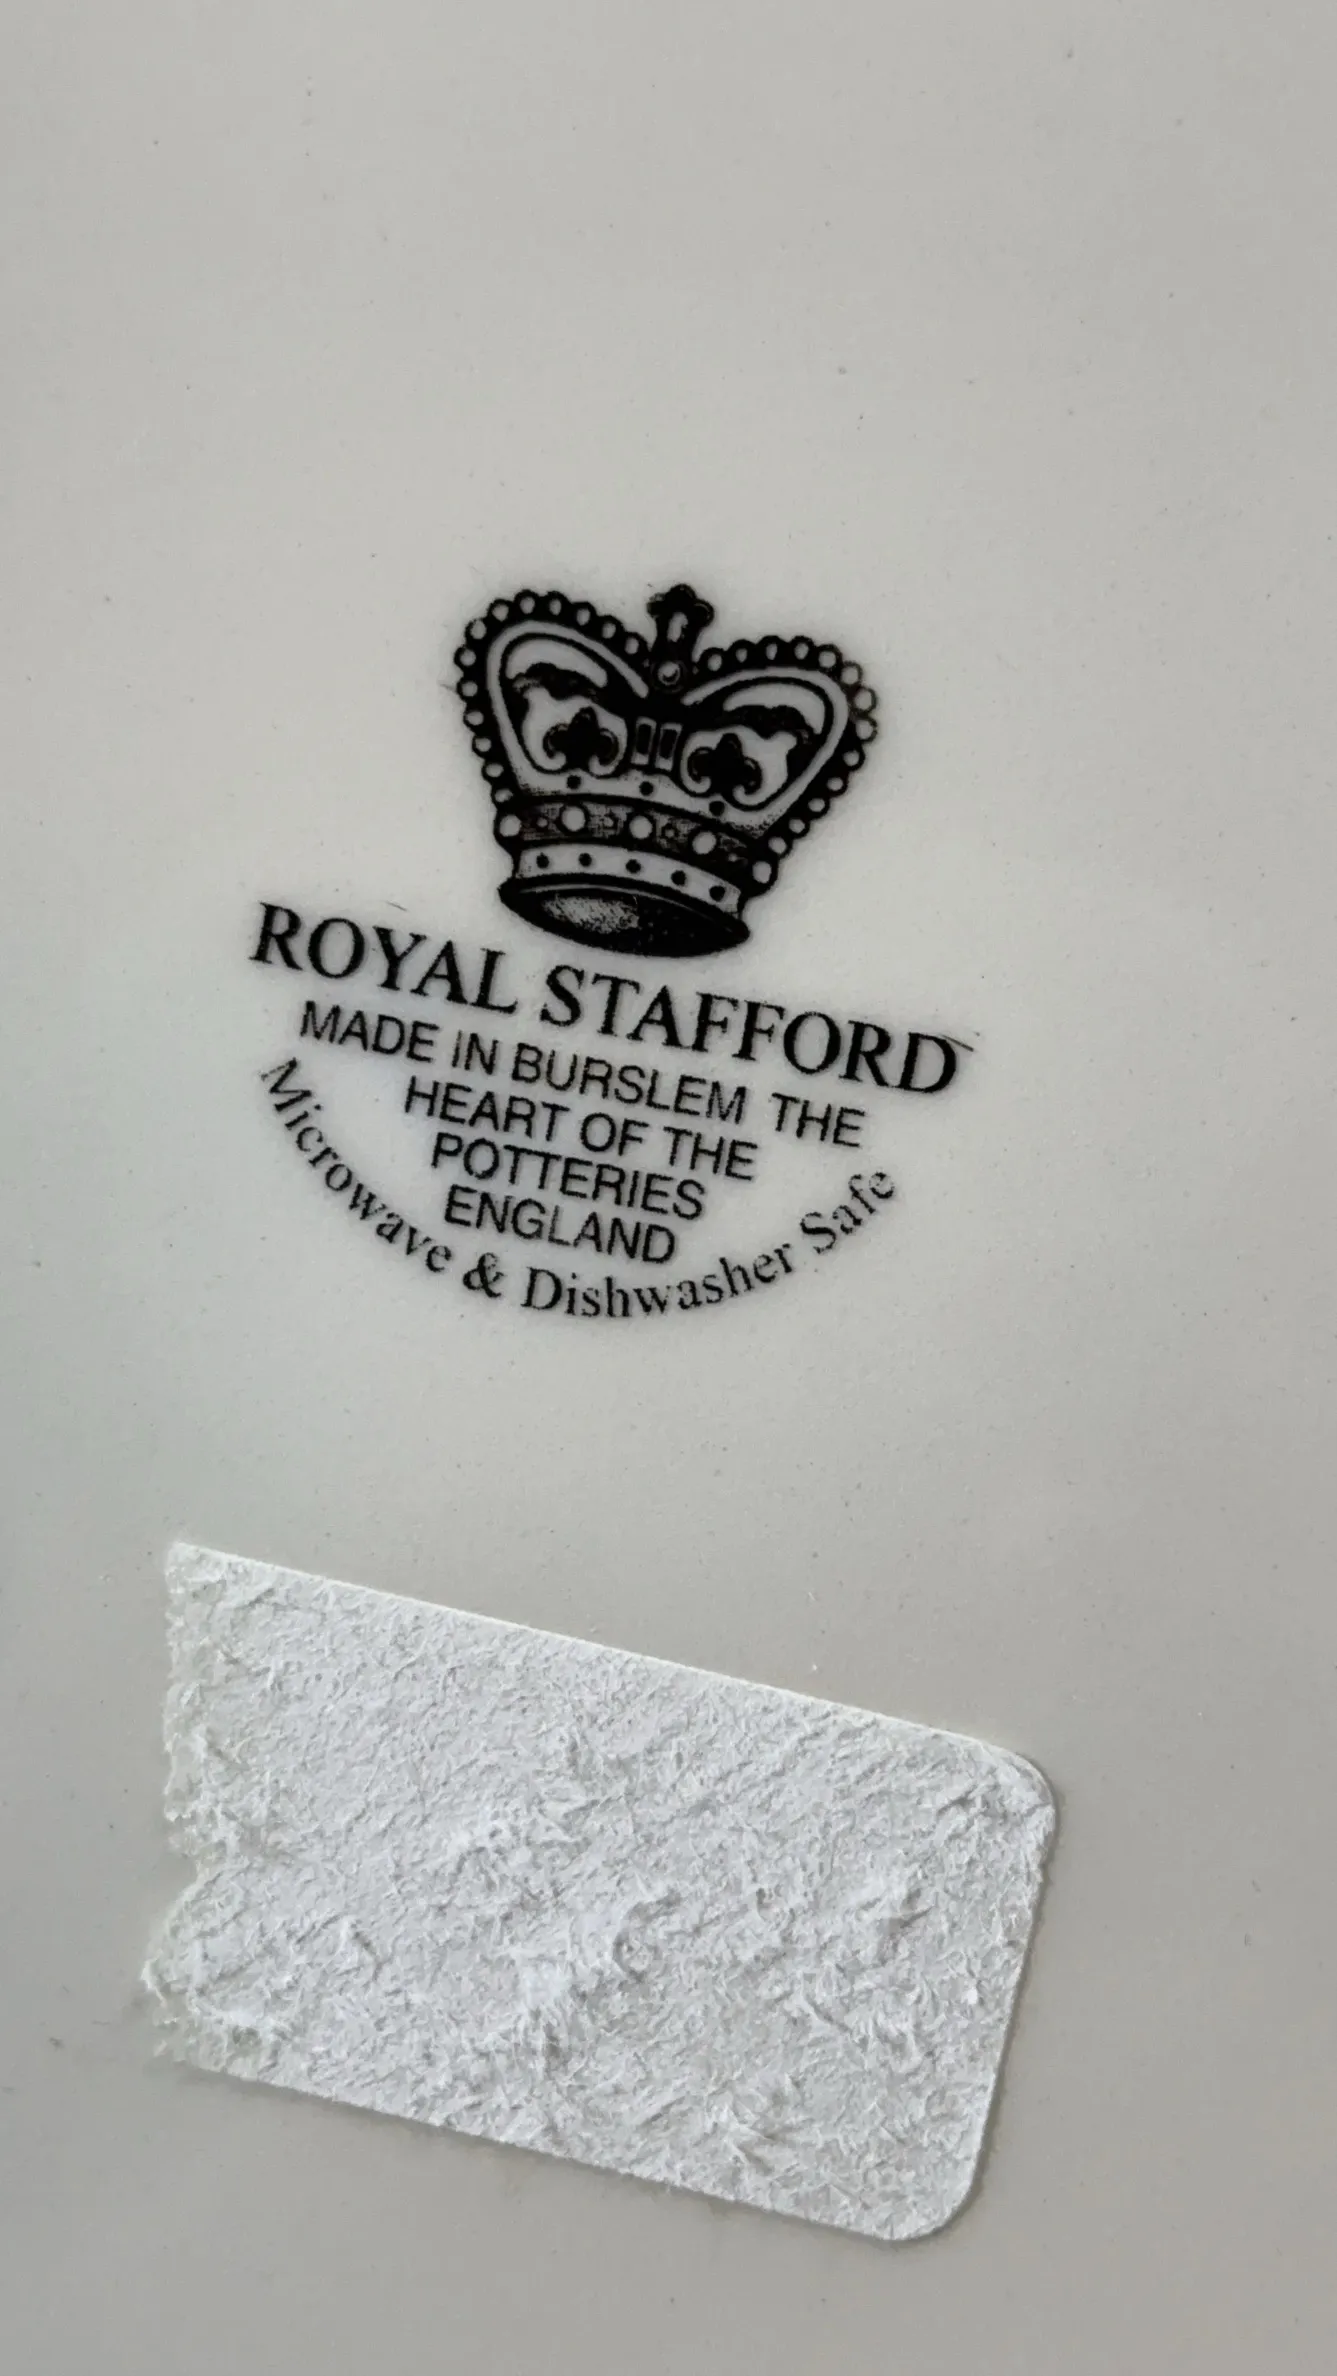 ROYAL STAFFORD
MADE IN BURSLEM THE
HEART OF THE
POTTERIES
ENGLAND
Microwave & Dishwasher Safe